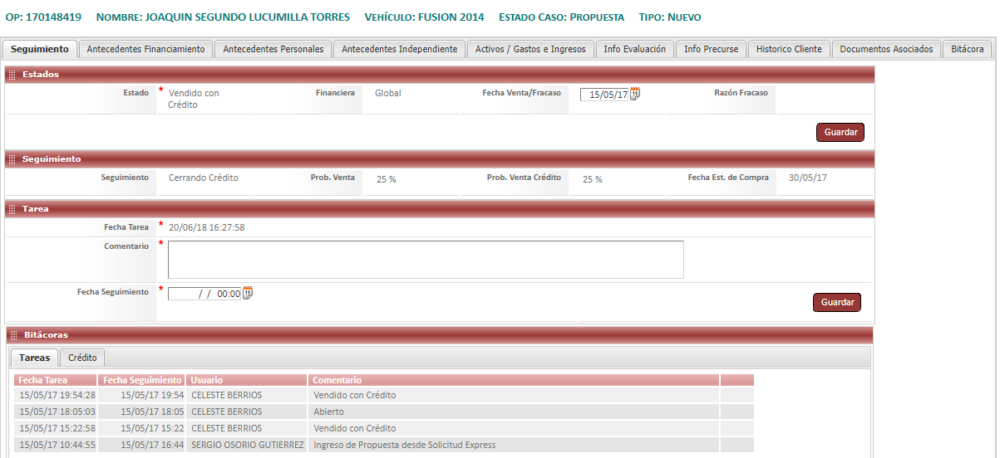 OP: 170148419 NOMBRE: JOAQUIN SEGUNDO LUCUMILLA TORRES VEHÍCULO: FUSION 2014 ESTADO CASO: PROPUESTA TIPO: NUEVO
Seguimiento Antecedentes Financiamiento Antecedentes Personales Antecedentes Independiente Activos / Gastos e Ingresos Info Evaluación Info Precurse Historico Cliente Documentos Asociados Bitácora
Estados
Estado * Vendido con Crédito Financiera Global Fecha Venta/Fracaso 15/05/17 Razón Fracaso
Guardar
Seguimiento
Seguimiento Cerrando Crédito Prob. Venta 25 % Prob. Venta Crédito 25 % Fecha Est. de Compra 30/05/17
Tarea
Fecha Tarea * 20/06/18 16:27:58
Comentario *
Fecha Seguimiento * / / 00:00
Guardar
Bitácoras
Tareas Crédito
Fecha Tarea Fecha Seguimiento Usuario Comentario
15/05/17 19:54:28 15/05/17 19:54 CELESTE BERRIOS Vendido con Crédito
15/05/17 18:05:03 15/05/17 18:05 CELESTE BERRIOS Abierto
15/05/17 15:22:58 15/05/17 15:22 CELESTE BERRIOS Vendido con Crédito
15/05/17 10:44:55 15/05/17 16:44 SERGIO OSORIO GUTIERREZ Ingreso de Propuesta desde Solicitud Express